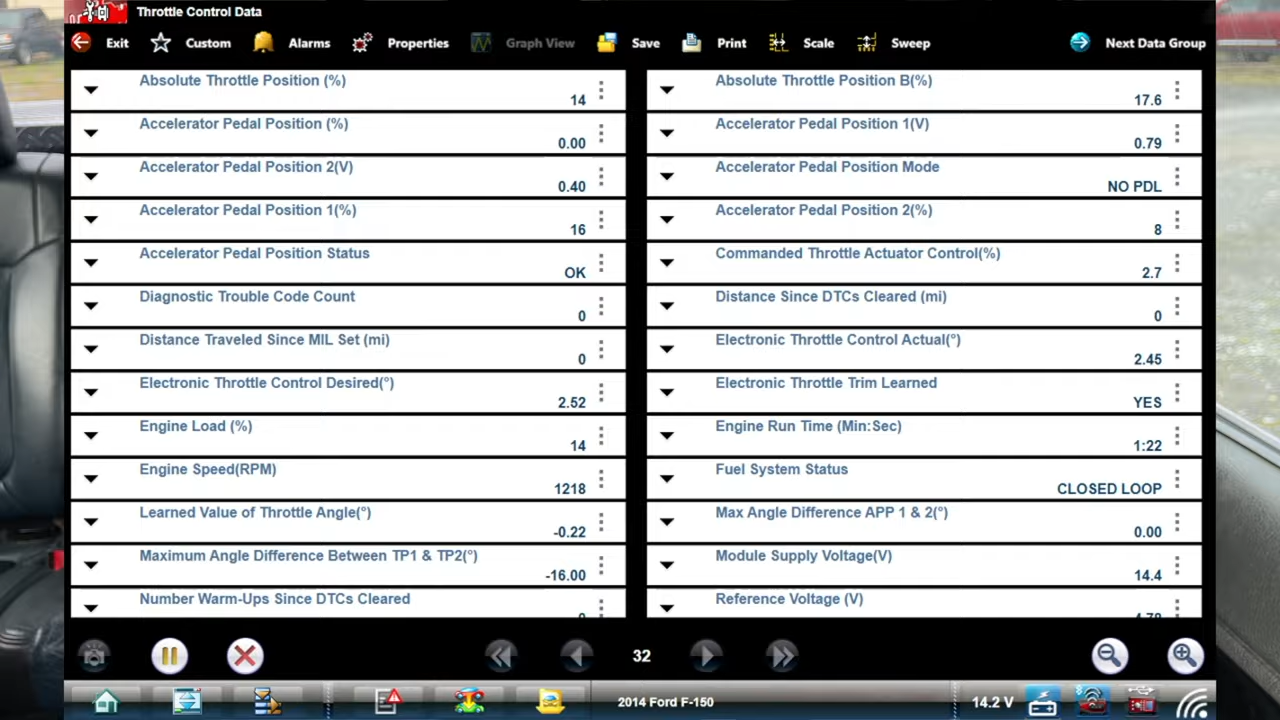 Throttle Control Data
Exit Custom Alarms Properties Graph View Save Print Scale Sweep Next Data Group
Absolute Throttle Position (%)
14
Absolute Throttle Position B(%)
17.6
Accelerator Pedal Position (%)
0.00
Accelerator Pedal Position 1(V)
0.79
Accelerator Pedal Position 2(V)
0.40
Accelerator Pedal Position Mode
NO PDL
Accelerator Pedal Position 1(%)
16
Accelerator Pedal Position 2(%)
8
Accelerator Pedal Position Status
OK
Commanded Throttle Actuator Control(%)
2.7
Diagnostic Trouble Code Count
0
Distance Since DTCs Cleared (mi)
0
Distance Traveled Since MIL Set (mi)
0
Electronic Throttle Control Actual(°)
2.45
Electronic Throttle Control Desired(°)
2.52
Electronic Throttle Trim Learned
YES
Engine Load (%)
14
Engine Run Time (Min:Sec)
1:22
Engine Speed(RPM)
1218
Fuel System Status
CLOSED LOOP
Learned Value of Throttle Angle(°)
-0.22
Max Angle Difference APP 1 & 2(°)
0.00
Maximum Angle Difference Between TP1 & TP2(°)
-16.00
Module Supply Voltage(V)
14.4
Number Warm-Ups Since DTCs Cleared
Reference Voltage (V)
32
2014 Ford F-150
14.2 V